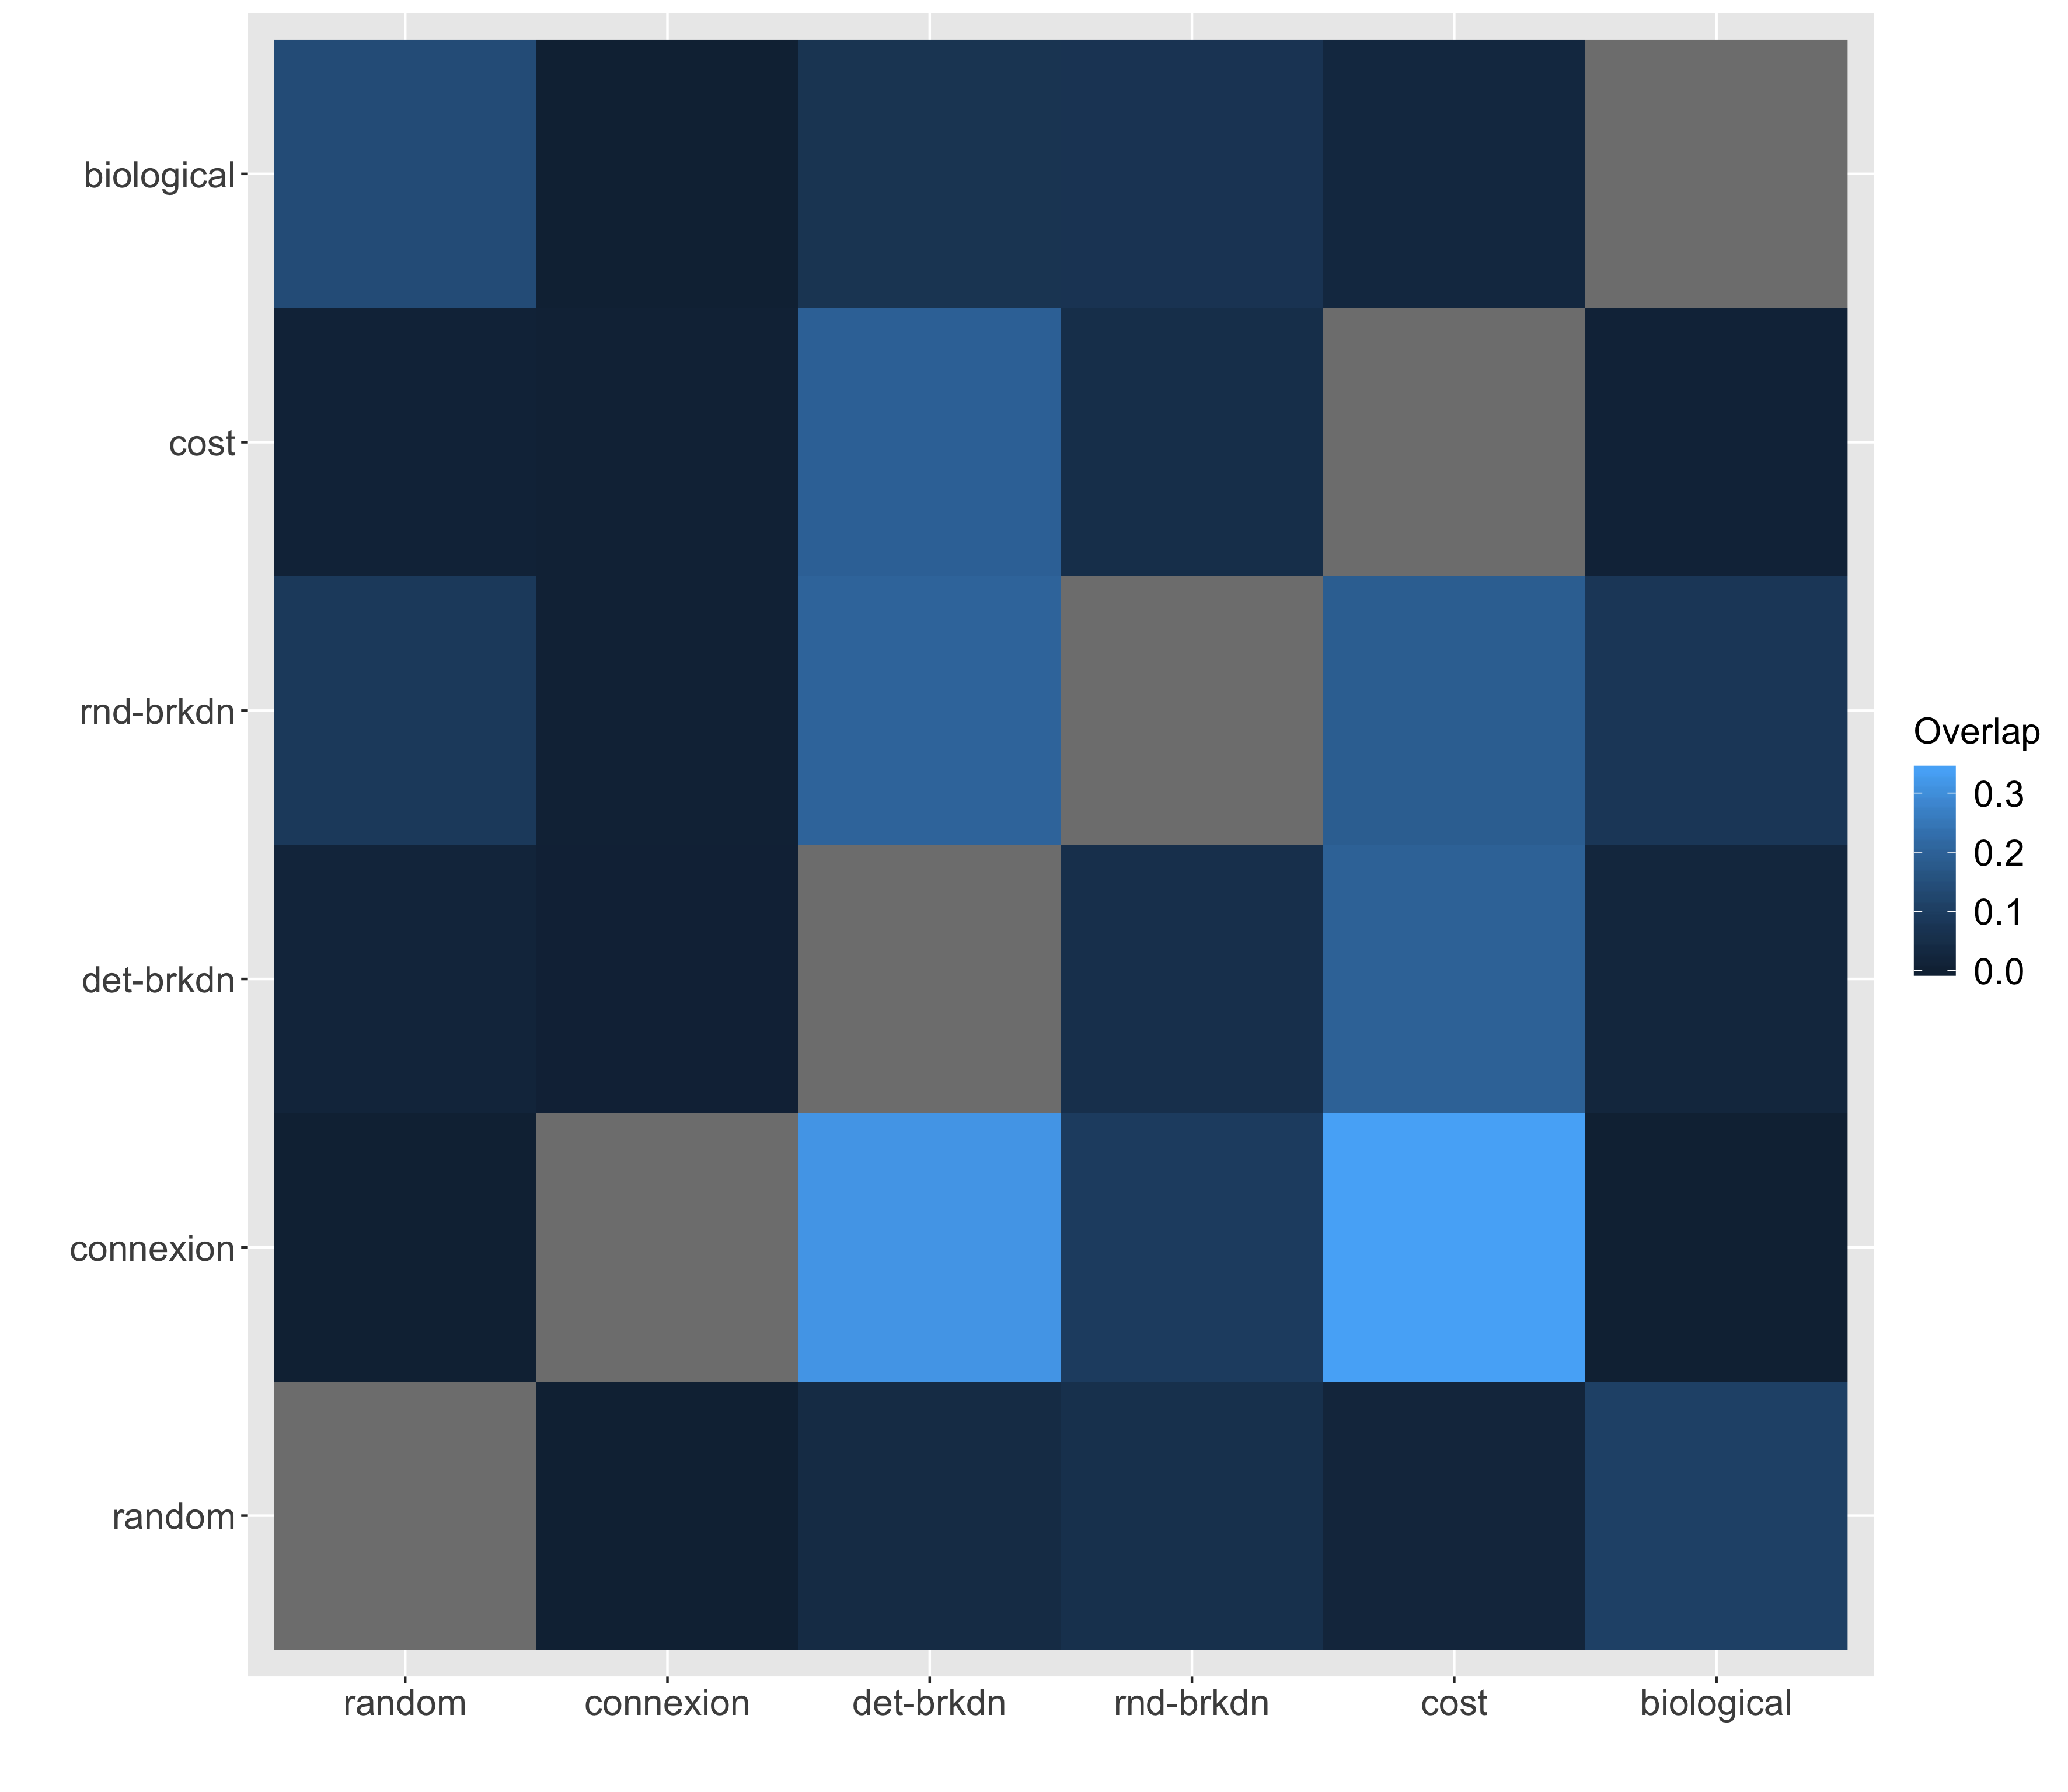 biological
cost
rnd-brkdn
det-brkdn
connexion
random
random connexion det-brkdn rnd-brkdn cost biological
Overlap
0.3
0.2
0.1
0.0